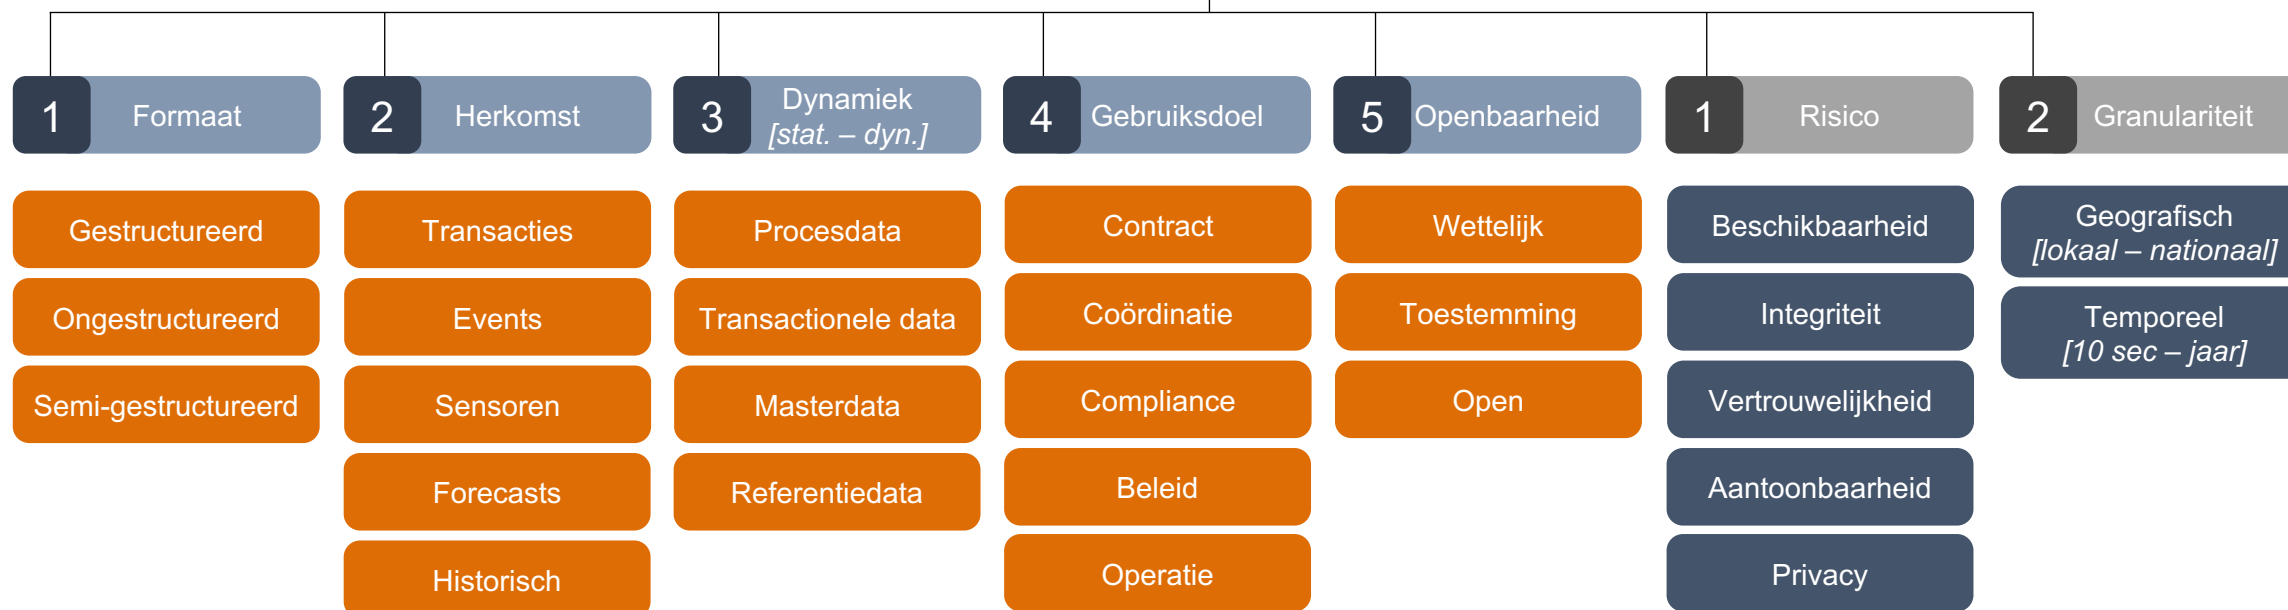 1
Formaat
2
Herkomst
3
Dynamiek
[stat. – dyn.]
4
Gebruiksdoel
5
Openbaarheid
1
Risico
2
Granulariteit
Gestructureerd
Ongestructureerd
Semi-gestructureerd
Transacties
Events
Sensoren
Forecasts
Historisch
Procesdata
Transactionele data
Masterdata
Referentiedata
Contract
Coördinatie
Compliance
Beleid
Operatie
Wettelijk
Toestemming
Open
Beschikbaarheid
Integriteit
Vertrouwelijkheid
Aantoonbaarheid
Privacy
Geografisch
[lokaal – nationaal]
Temporeel
[10 sec – jaar]